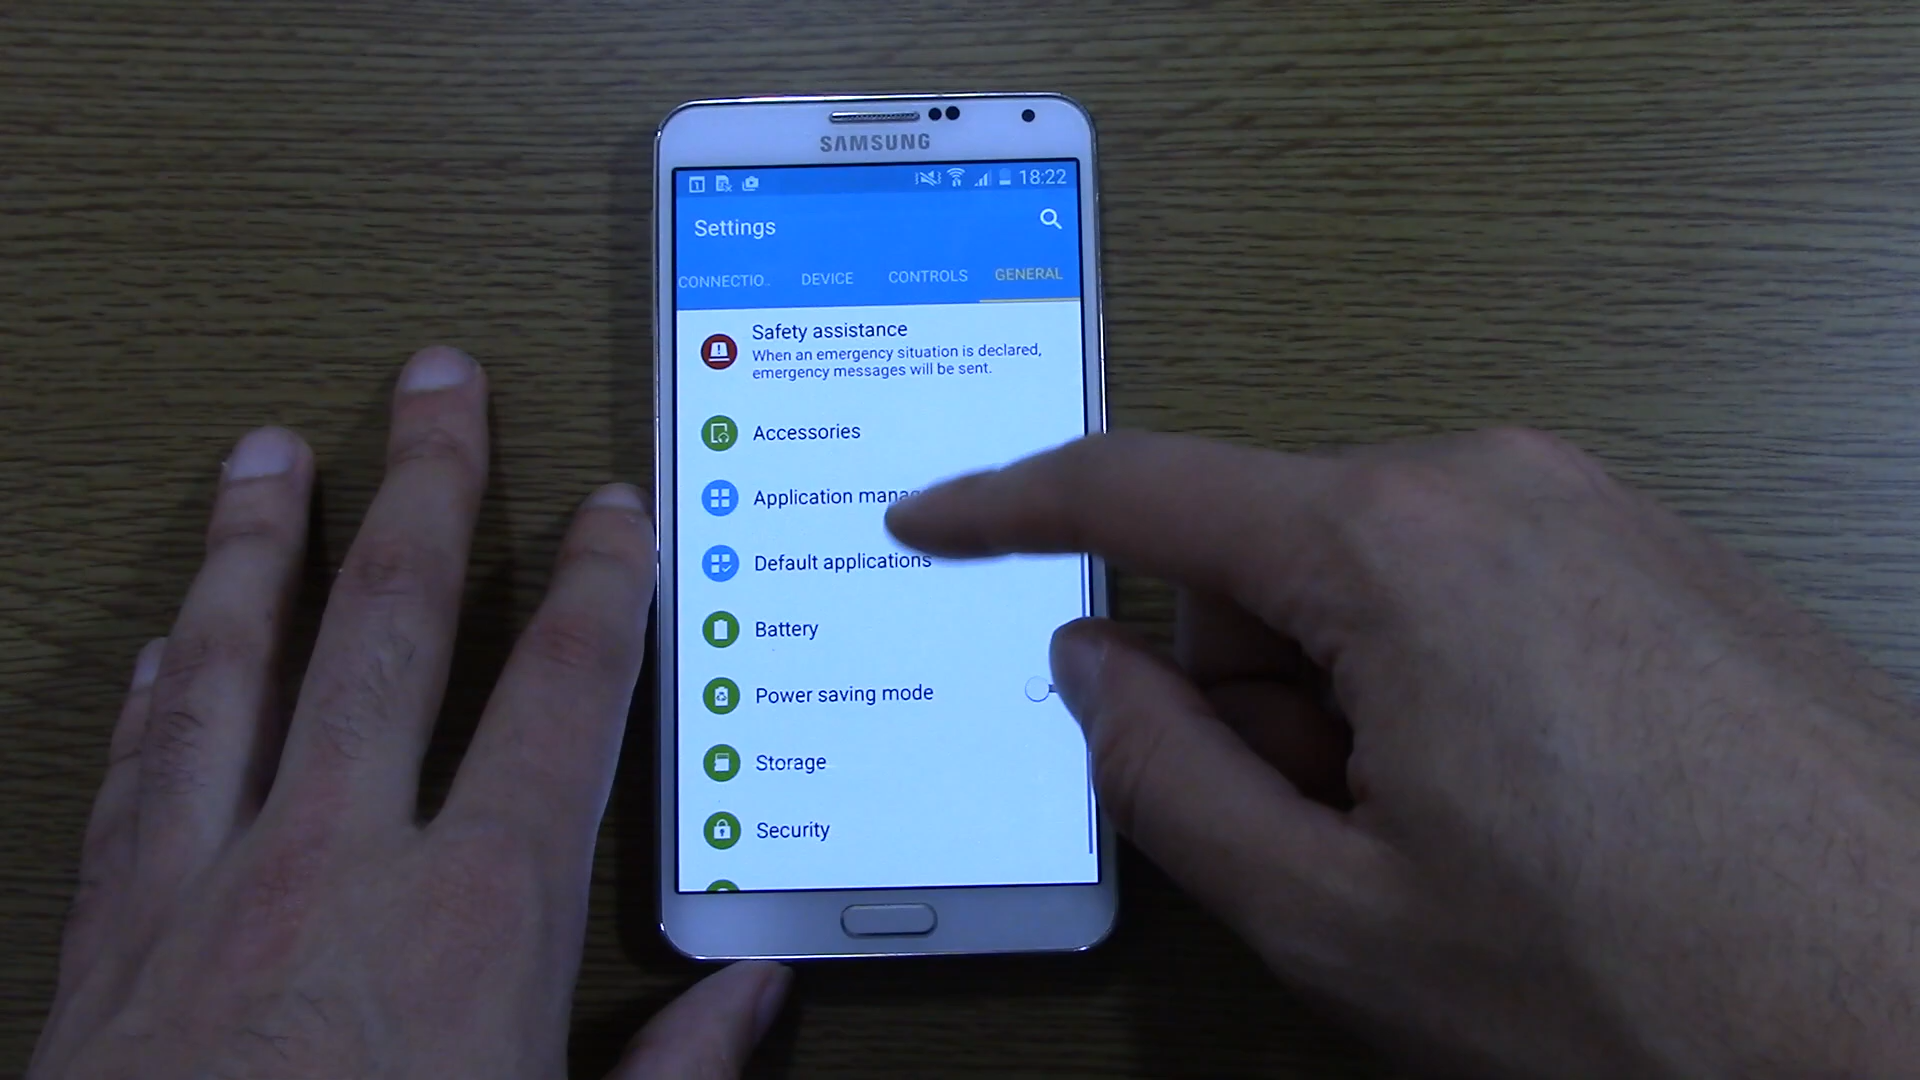 SAMSUNG
18:22
Settings
CONNECTIO..
DEVICE
CONTROLS
GENERAL
Safety assistance
When an emergency situation is declared,
emergency messages will be sent.
Accessories
Application
Default applications
Battery
Power saving mode
Storage
Security